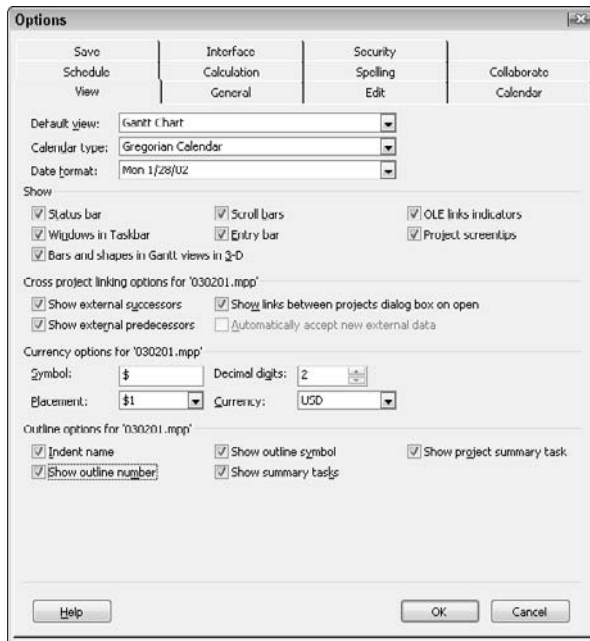 Options
Save Interface Security
Schedule Calculation Spelling Collaborate
View General Edit Calendar
Default view: Gantt Chart
Calendar type: Gregorian Calendar
Date format: Mon 1/28/02
Show
Status bar Scroll bars OLE links indicators
Windows in Taskbar Entry bar Project screentips
Bars and shapes in Gantt views in 3-D
Cross project linking options for '030201.mpp'
Show external successors Show links between projects dialog box on open
Show external predecessors Automatically accept new external data
Currency options for '030201.mpp'
Symbol: $ Decimal digits: 2
Placement: $1 Currency: USD
Outline options for '030201.mpp'
Indent name Show outline symbol Show project summary task
Show outline number Show summary tasks
Help OK Cancel